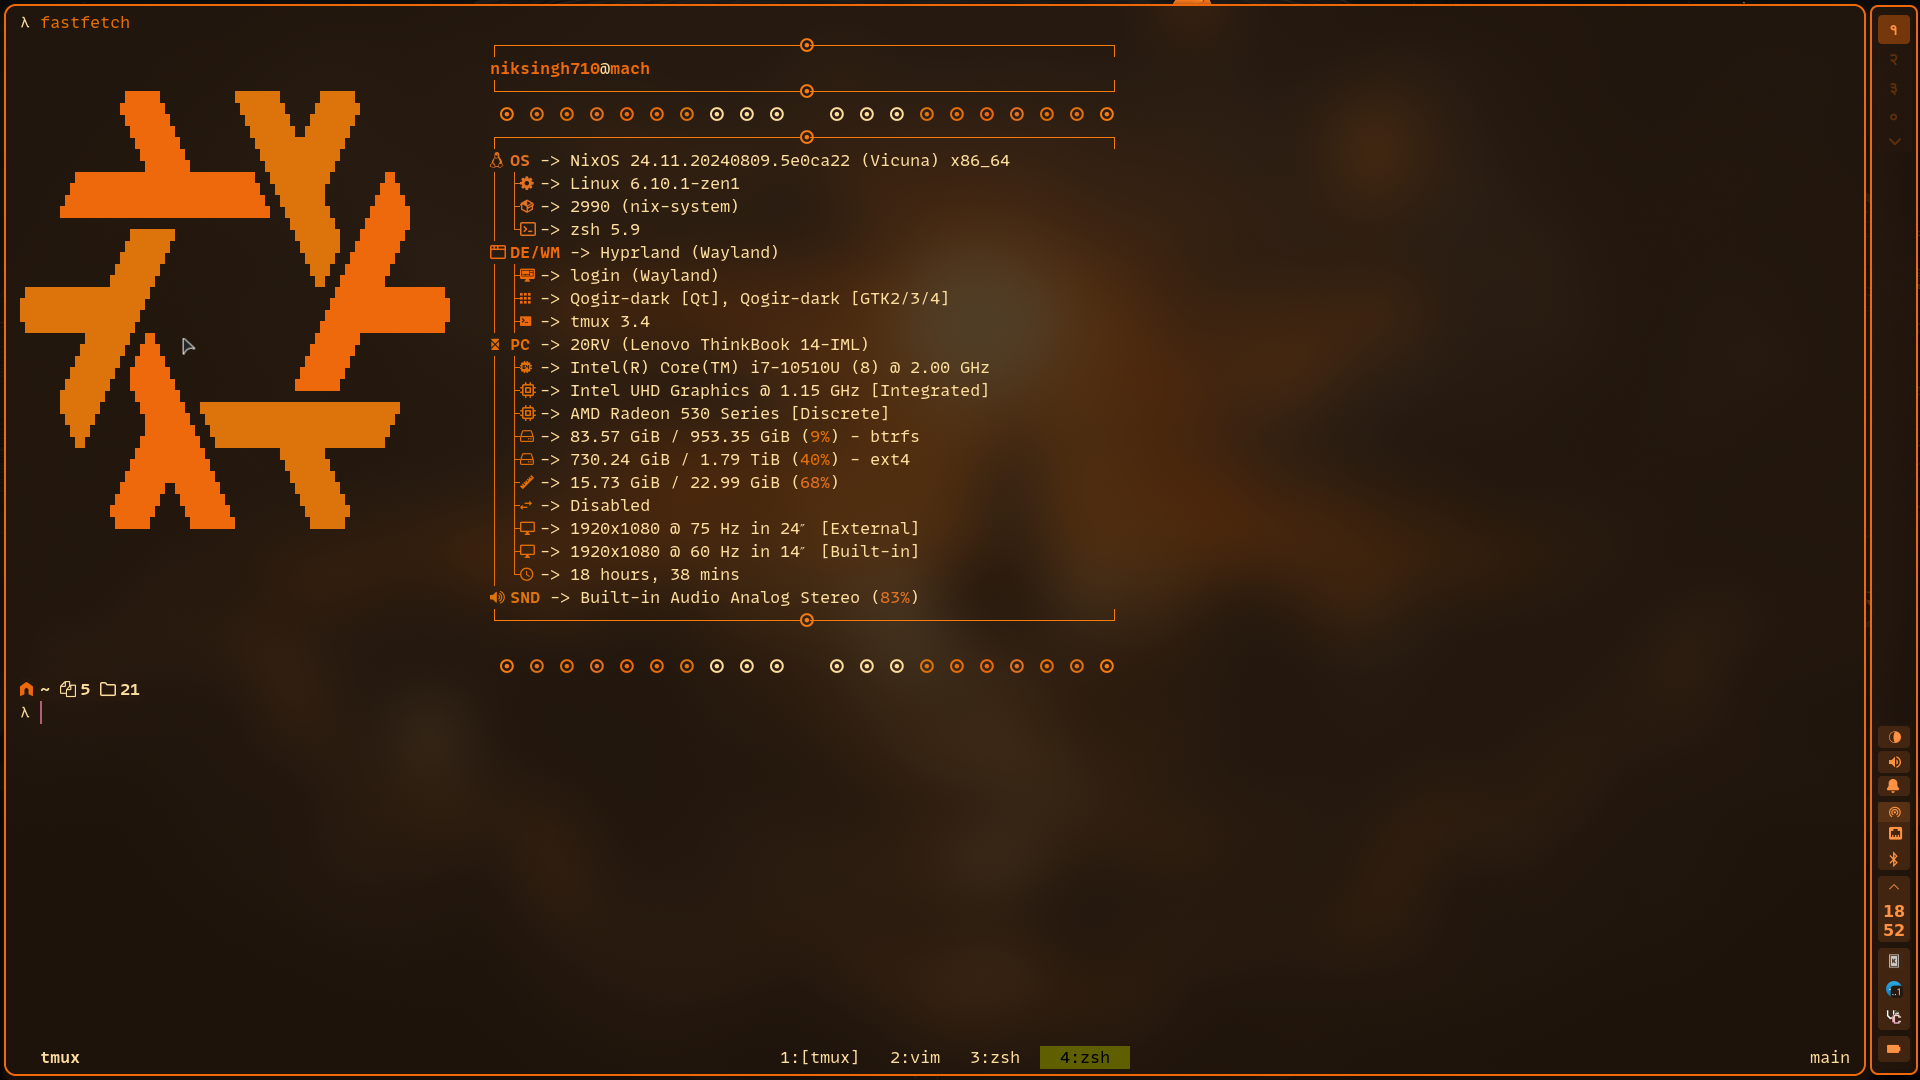 λ fastfetch
niksingh710@mach
OS -> NixOS 24.11.20240809.5e0ca22 (Vicuna) x86_64
-> Linux 6.10.1-zen1
-> 2990 (nix-system)
-> zsh 5.9
DE/WM -> Hyprland (Wayland)
-> login (Wayland)
-> Qogir-dark [Qt], Qogir-dark [GTK2/3/4]
-> tmux 3.4
PC -> 20RV (Lenovo ThinkBook 14-IML)
-> Intel(R) Core(TM) i7-10510U (8) @ 2.00 GHz
-> Intel UHD Graphics @ 1.15 GHz [Integrated]
-> AMD Radeon 530 Series [Discrete]
-> 83.57 GiB / 953.35 GiB (9%) - btrfs
-> 730.24 GiB / 1.79 TiB (40%) - ext4
-> 15.73 GiB / 22.99 GiB (68%)
-> Disabled
-> 1920x1080 @ 75 Hz in 24″ [External]
-> 1920x1080 @ 60 Hz in 14″ [Built-in]
-> 18 hours, 38 mins
SND -> Built-in Audio Analog Stereo (83%)
~ 5 21
λ
tmux 1:[tmux] 2:vim 3:zsh 4:zsh main
१
२
३
०
18
52